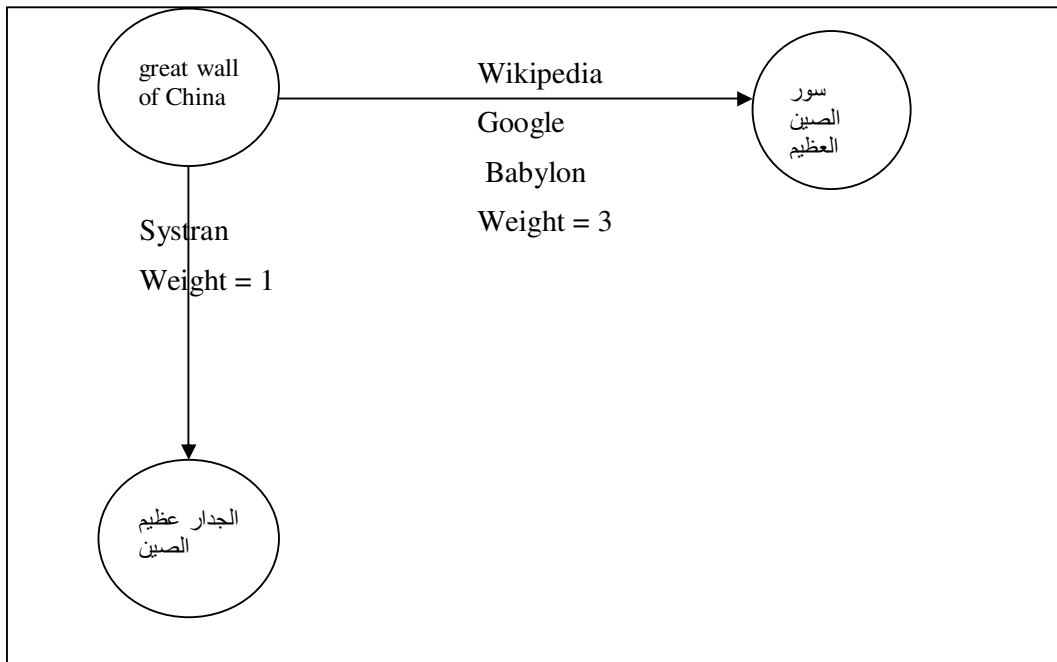 great wall
of China
Wikipedia
Google
Babylon
Weight = 3
سور
الصين
العظيم
Systran
Weight = 1
الجدار عظيم
الصين